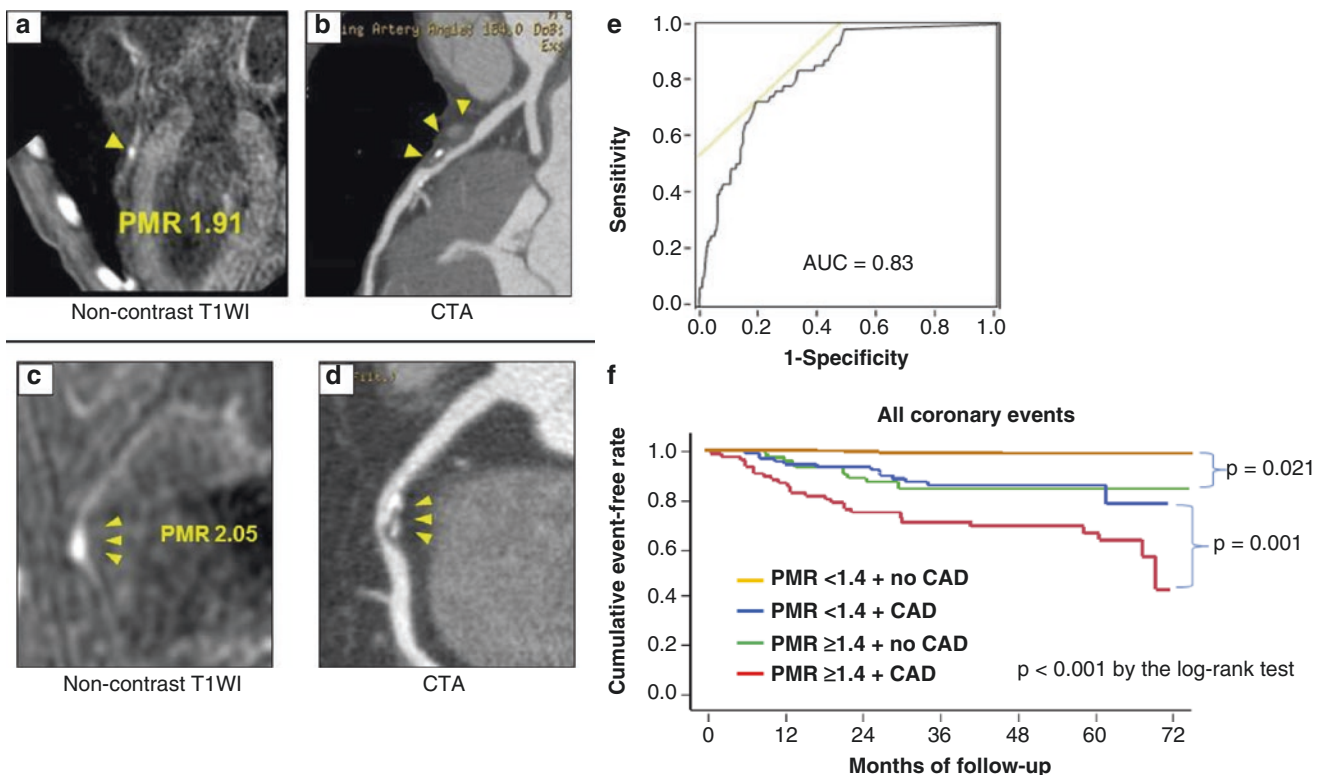 a
b
ing Artery Angle: 154.0 DoB:
Exs
PMR 1.91
Non-contrast T1WI
CTA
c
d
PMR 2.05
Non-contrast T1WI
CTA
e
1.0
0.8
0.6
0.4
0.2
0.0
Sensitivity
AUC = 0.83
0.0 0.2 0.4 0.6 0.8 1.0
1-Specificity
f
All coronary events
1.0
0.8
0.6
0.4
0.2
0.0
Cumulative event-free rate
p = 0.021
p = 0.001
PMR <1.4 + no CAD
PMR <1.4 + CAD
PMR ≥1.4 + no CAD
PMR ≥1.4 + CAD
p < 0.001 by the log-rank test
0 12 24 36 48 60 72
Months of follow-up